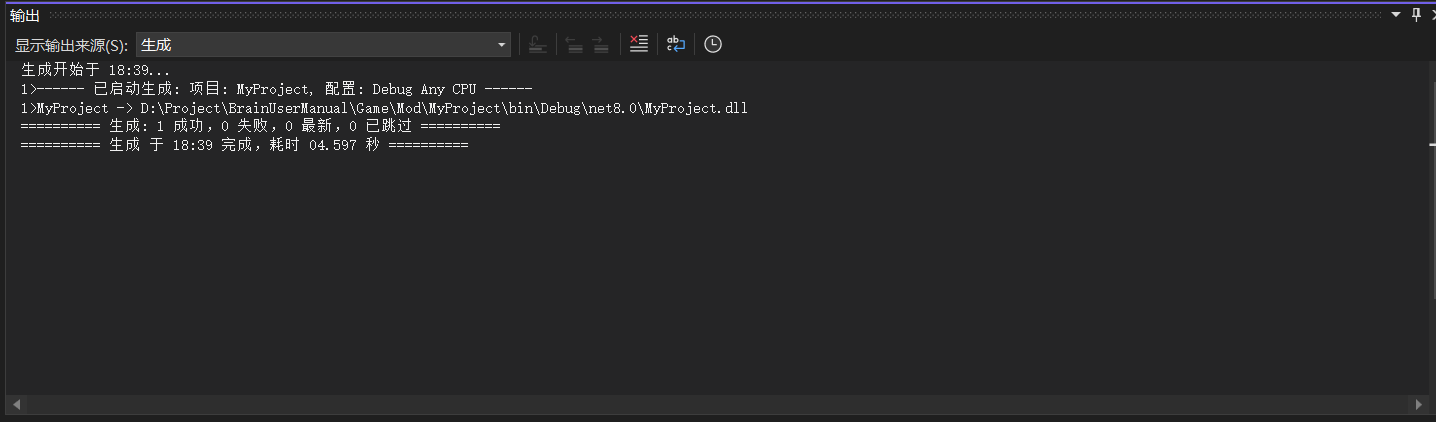 输出
显示输出来源(S): 生成
生成开始于 18:39...
1>------ 已启动生成: 项目: MyProject, 配置: Debug Any CPU ------
1>MyProject -> D:\Project\BrainUserManual\Game\Mod\MyProject\bin\Debug\net8.0\MyProject.dll
========== 生成: 1 成功，0 失败，0 最新，0 已跳过 ==========
========== 生成 于 18:39 完成，耗时 04.597 秒 ==========